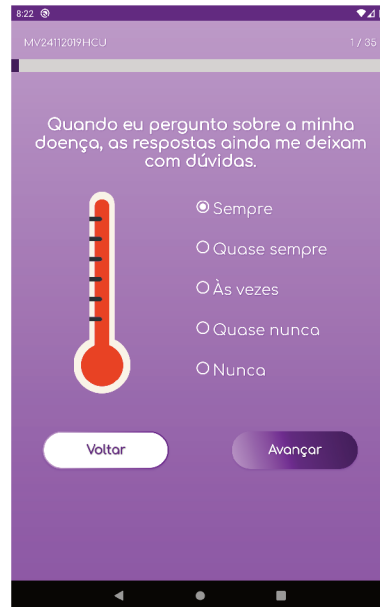 8:22
MV24112019HCU
1 / 35
Quando eu pergunto sobre a minha
doença, as respostas ainda me deixam
com dúvidas.
Sempre
Quase sempre
Às vezes
Quase nunca
Nunca
Voltar
Avançar